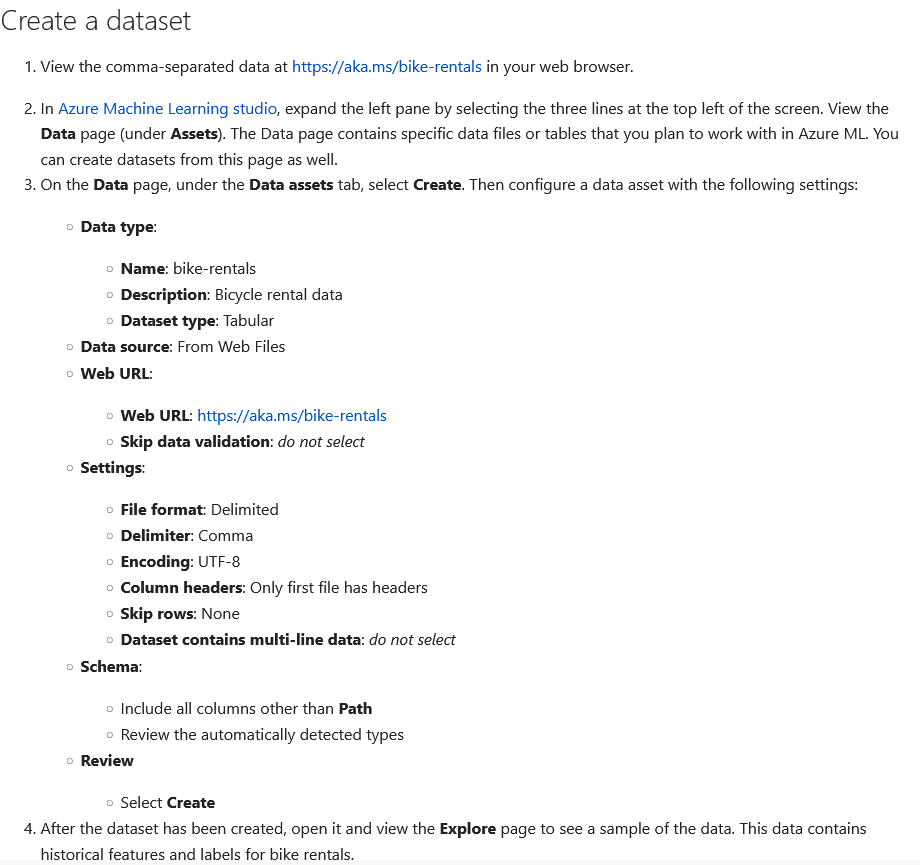 Create a dataset
1. View the comma-separated data at https://aka.ms/bike-rentals in your web browser.
2. In Azure Machine Learning studio, expand the left pane by selecting the three lines at the top left of the screen. View the
Data page (under Assets). The Data page contains specific data files or tables that you plan to work with in Azure ML. You
can create datasets from this page as well.
3. On the Data page, under the Data assets tab, select Create. Then configure a data asset with the following settings:
○ Data type:
○ Name: bike-rentals
○ Description: Bicycle rental data
○ Dataset type: Tabular
○ Data source: From Web Files
○ Web URL:
○ Web URL: https://aka.ms/bike-rentals
○ Skip data validation: do not select
○ Settings:
○ File format: Delimited
○ Delimiter: Comma
○ Encoding: UTF-8
○ Column headers: Only first file has headers
○ Skip rows: None
○ Dataset contains multi-line data: do not select
○ Schema:
○ Include all columns other than Path
○ Review the automatically detected types
○ Review
○ Select Create
4. After the dataset has been created, open it and view the Explore page to see a sample of the data. This data contains
historical features and labels for bike rentals.